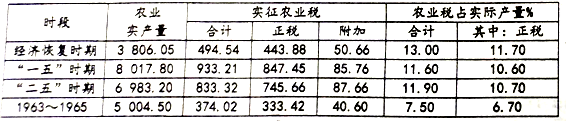 时段 农业实产量 实征农业税 农业税占实际产量%
合计 正税 附加 合计 其中：正税
经济恢复时期 3 806.05 494.54 443.88 50.66 13.00 11.70
“一五”时期 8 017.80 933.21 847.45 85.76 11.60 10.60
“二五”时期 6 983.20 833.32 745.66 87.66 11.90 10.70
1963～1965 5 004.50 374.02 333.42 40.60 7.50 6.70